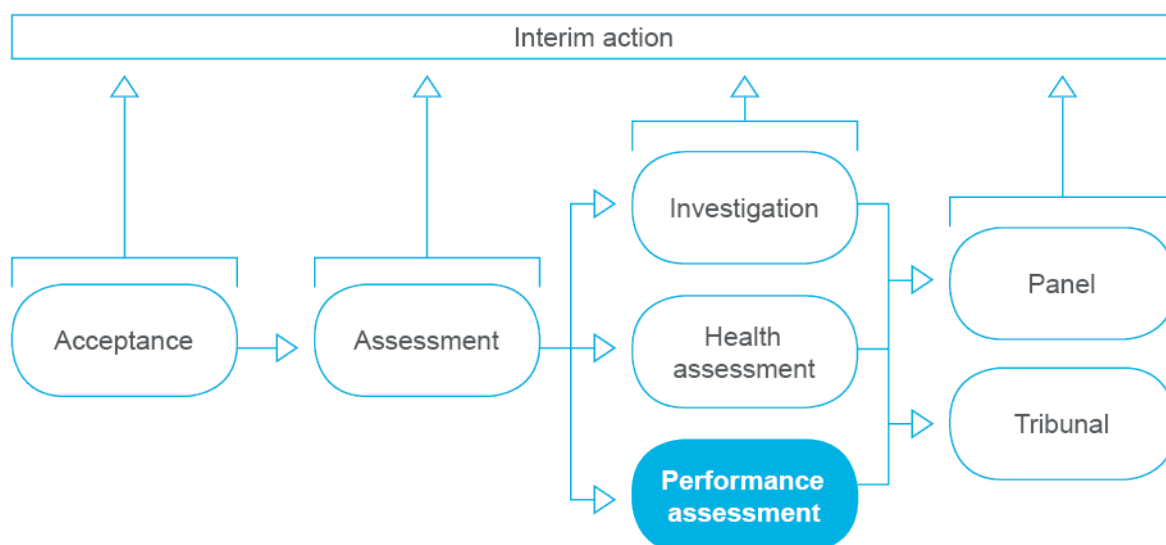 Interim action
Acceptance
Assessment
Investigation
Health
assessment
Performance
assessment
Panel
Tribunal